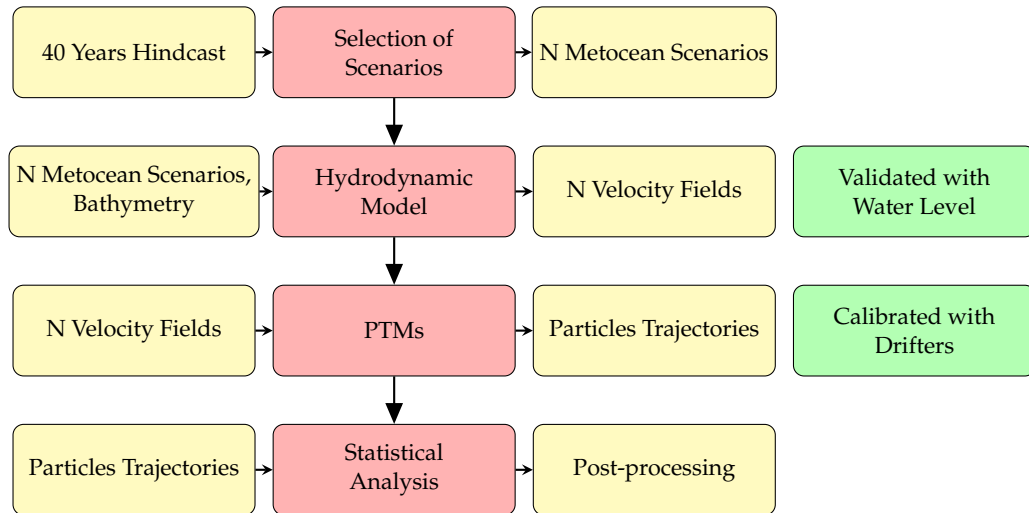 40 Years Hindcast
Selection of
Scenarios
N Metocean Scenarios
N Metocean Scenarios,
Bathymetry
Hydrodynamic
Model
N Velocity Fields
Validated with
Water Level
N Velocity Fields
PTMs
Particles Trajectories
Calibrated with
Drifters
Particles Trajectories
Statistical
Analysis
Post-processing